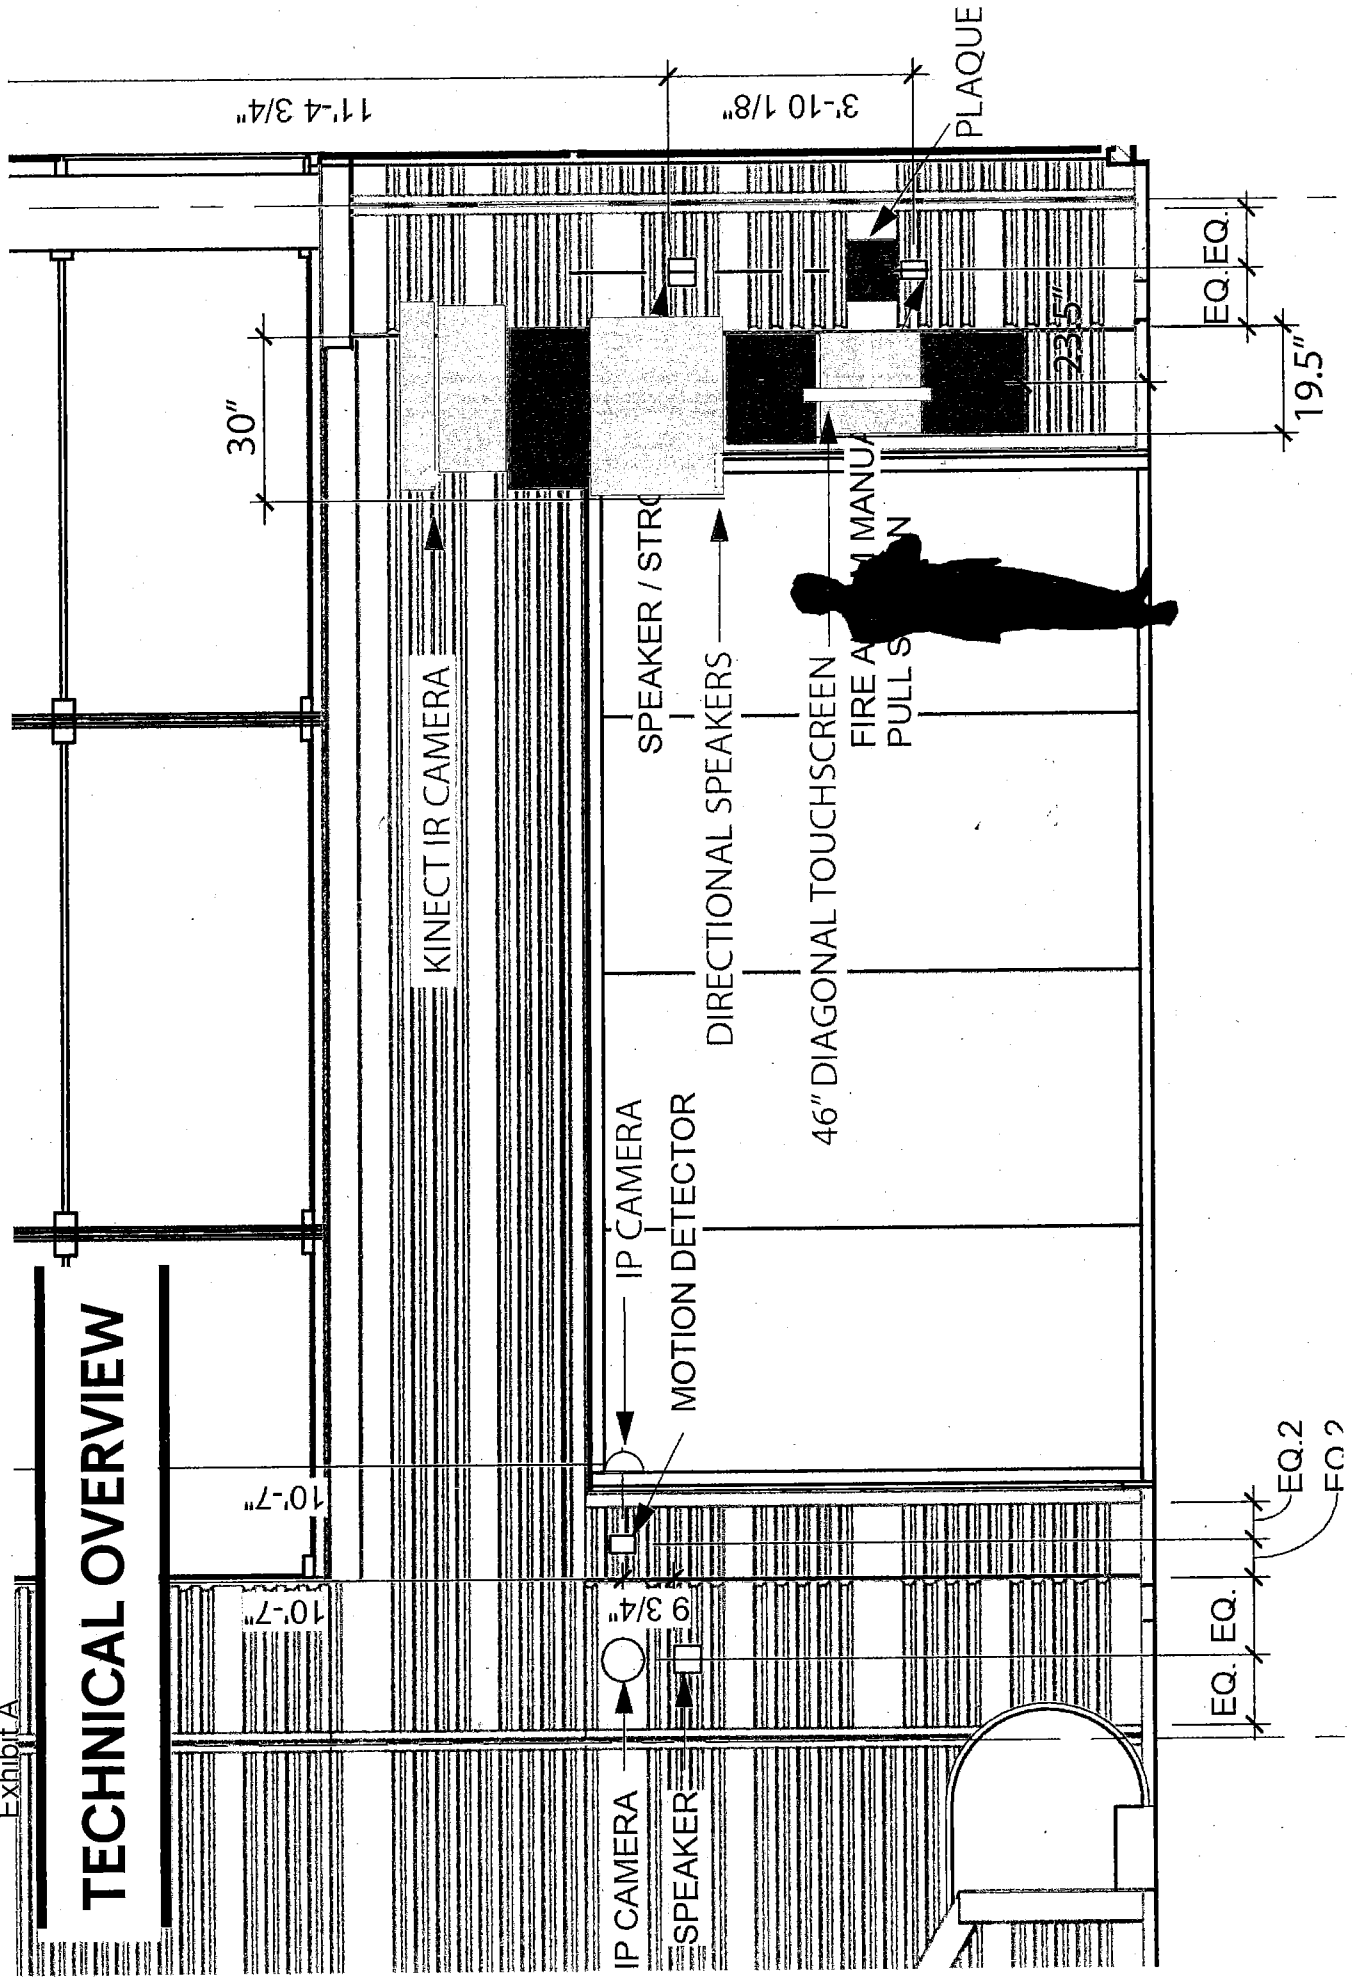 Exhibit A
TECHNICAL OVERVIEW
10'-7"
10'-7"
11'-4 3/4"
3'-10 1/8"
30"
KINECT IR CAMERA
SPEAKER / STRO
DIRECTIONAL SPEAKERS
46" DIAGONAL TOUCHSCREEN
FIRE A M MANUA
PULL S N
PLAQUE
IP CAMERA
MOTION DETECTOR
9 3/4"
IP CAMERA
SPEAKER
23.5"
19.5"
EQ. EQ.
EQ. EQ.
EQ.2
EQ.2